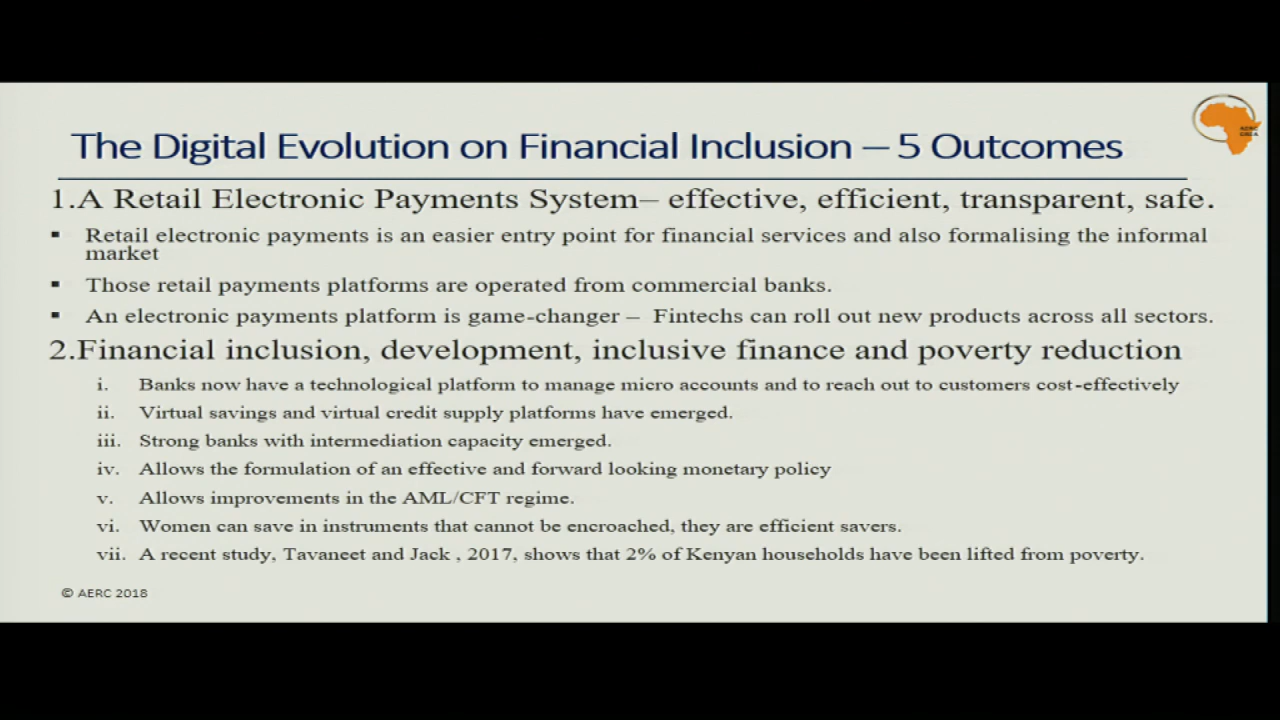 The Digital Evolution on Financial Inclusion – 5 Outcomes
1.A Retail Electronic Payments System– effective, efficient, transparent, safe.
▪ Retail electronic payments is an easier entry point for financial services and also formalising the informal
market
▪ Those retail payments platforms are operated from commercial banks.
▪ An electronic payments platform is game-changer – Fintechs can roll out new products across all sectors.
2.Financial inclusion, development, inclusive finance and poverty reduction
i. Banks now have a technological platform to manage micro accounts and to reach out to customers cost-effectively
ii. Virtual savings and virtual credit supply platforms have emerged.
iii. Strong banks with intermediation capacity emerged.
iv. Allows the formulation of an effective and forward looking monetary policy
v. Allows improvements in the AML/CFT regime.
vi. Women can save in instruments that cannot be encroached, they are efficient savers.
vii. A recent study, Tavaneet and Jack , 2017, shows that 2% of Kenyan households have been lifted from poverty.
© AERC 2018